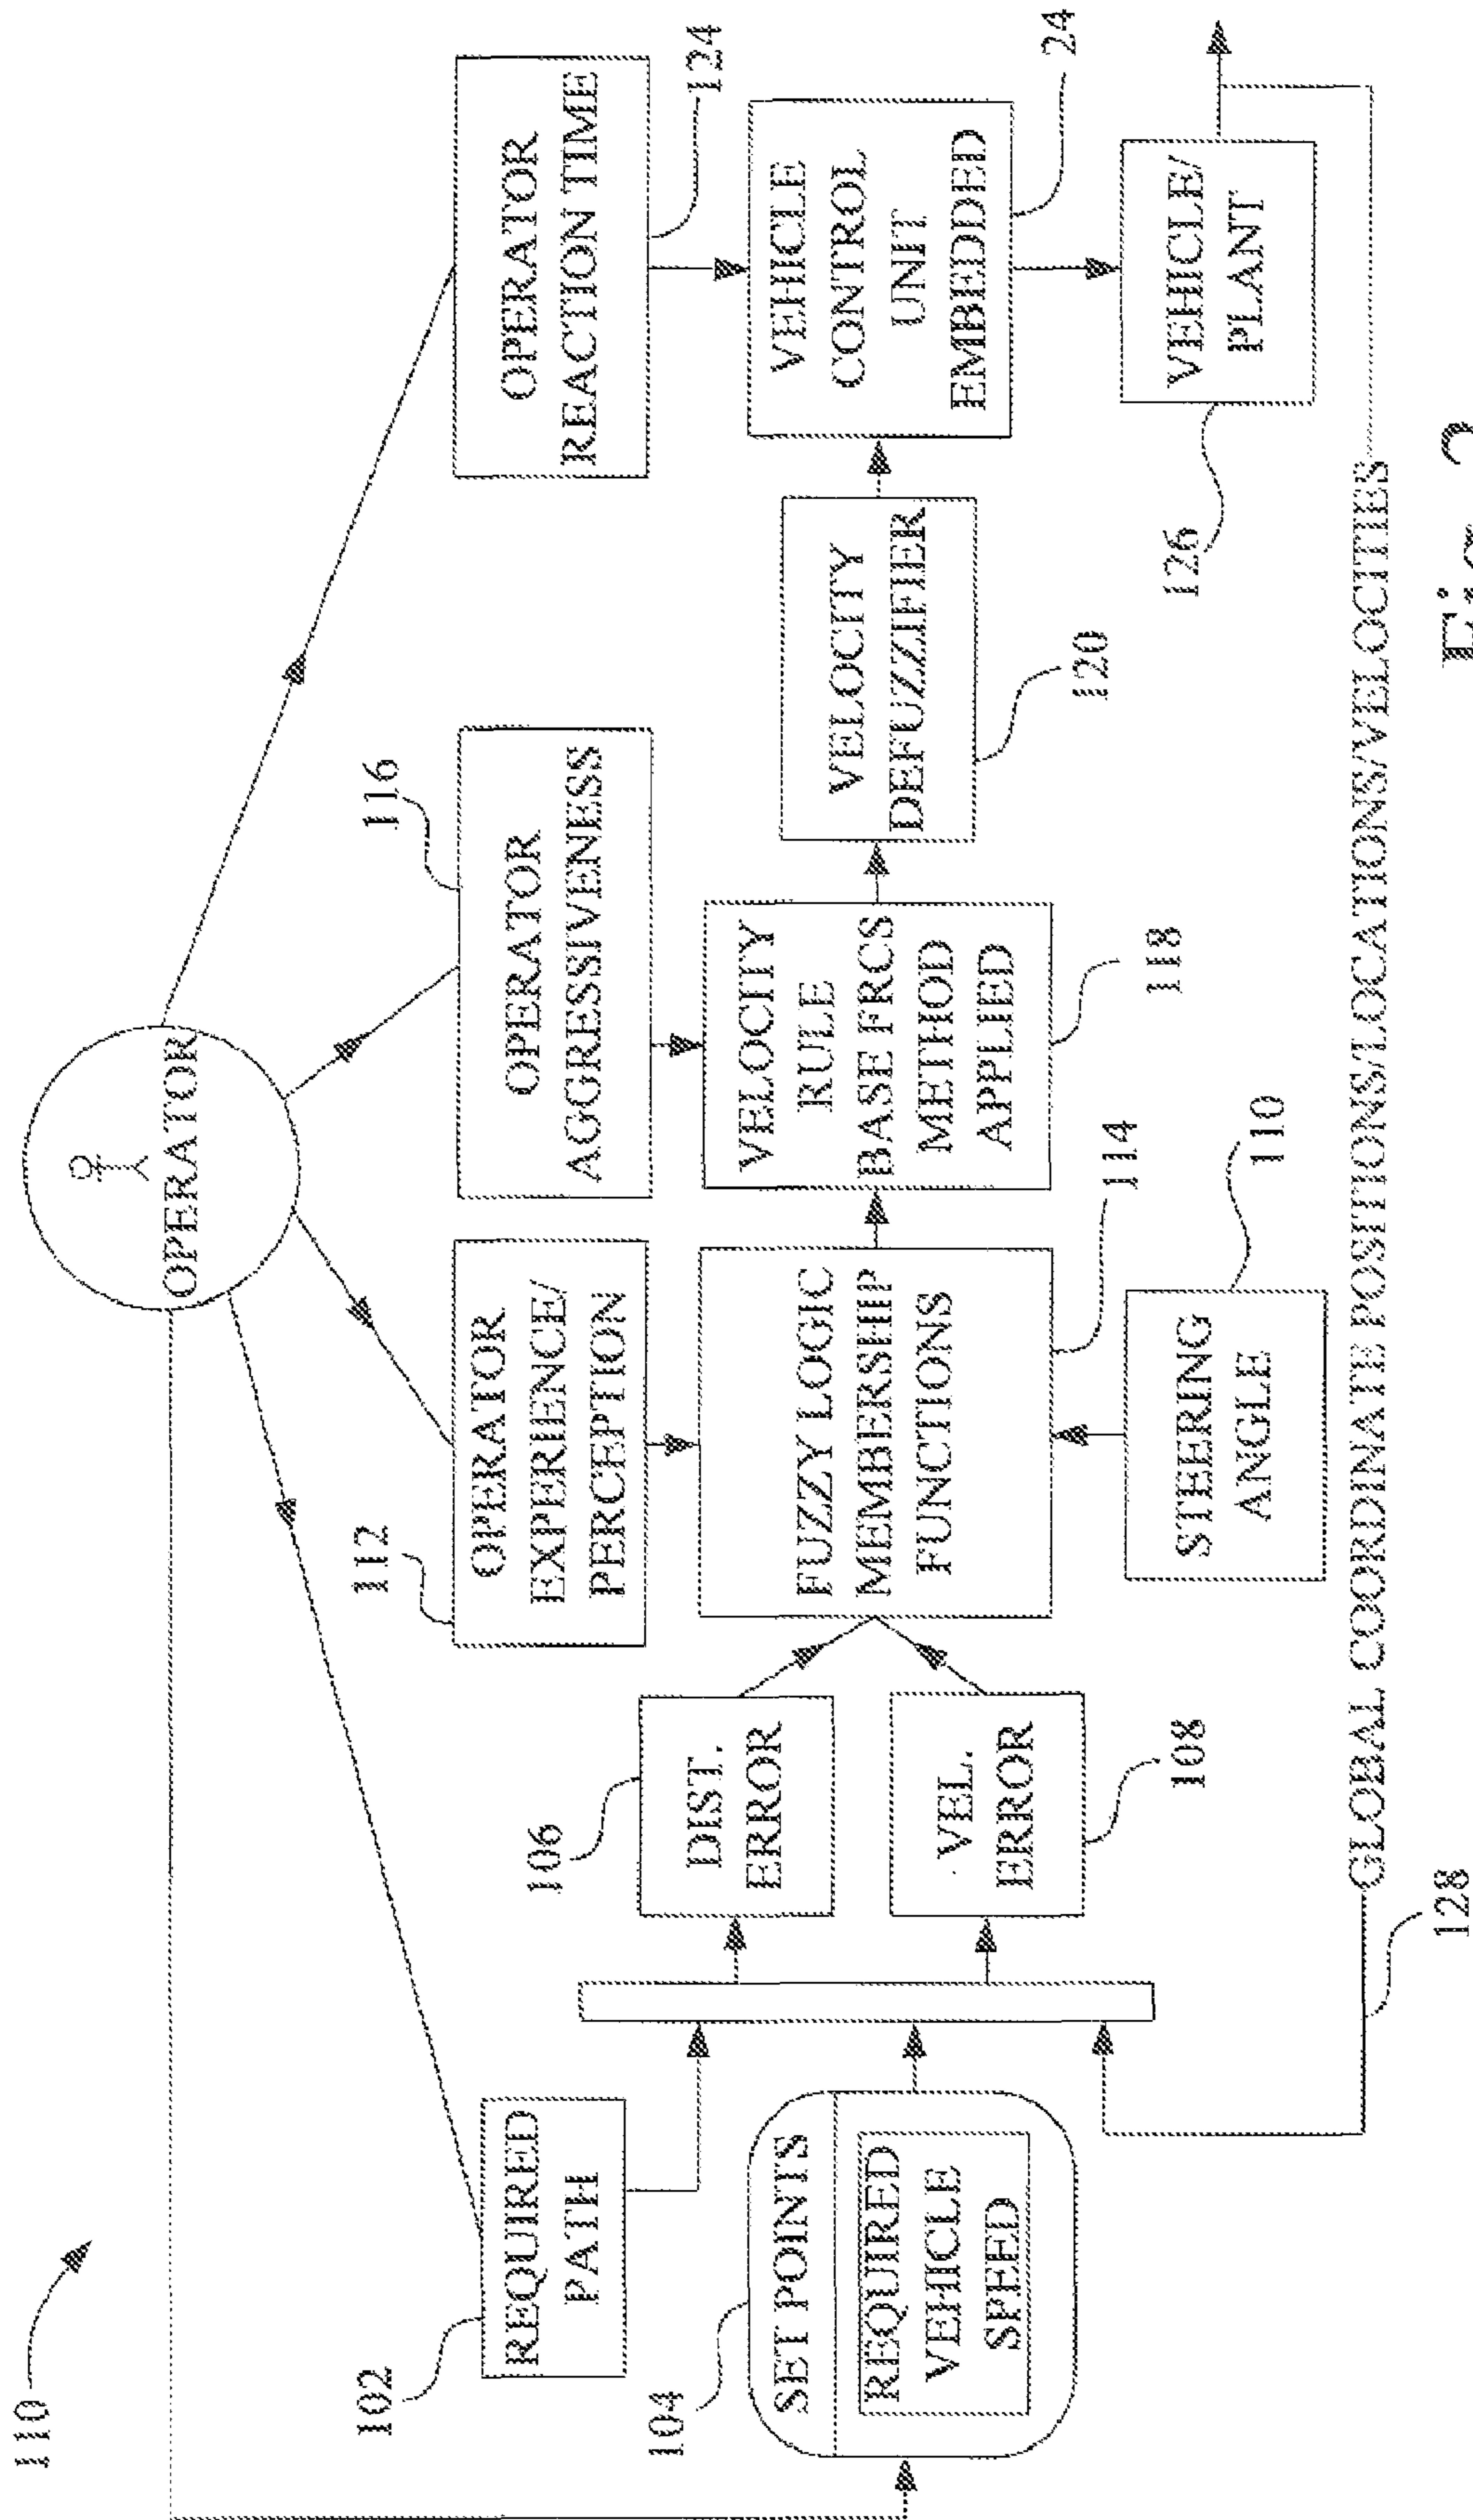 110
OPERATOR
102
REQUIRED
PATH
104
SET POINTS
REQUIRED
VEHICLE
SPEED
106
DIST.
ERROR
VEL.
ERROR
108
112
OPERATOR
EXPERIENCE/
PERCEPTION
FUZZY LOGIC
MEMBERSHIP
FUNCTIONS
114
STEERING
ANGLE
110
116
OPERATOR
AGGRESSIVENESS
VELOCITY
RULE
BASE FRCS
METHOD
APPLIED
118
VELOCITY
DEFUZZIFIER
120
OPERATOR
REACTION TIME
124
VEHICLE
CONTROL
UNIT
EMBEDDED
24
VEHICLE/
PLANT
126
GLOBAL COORDINATE POSITIONS/LOCATIONS/VELOCITIES
128
Fig.